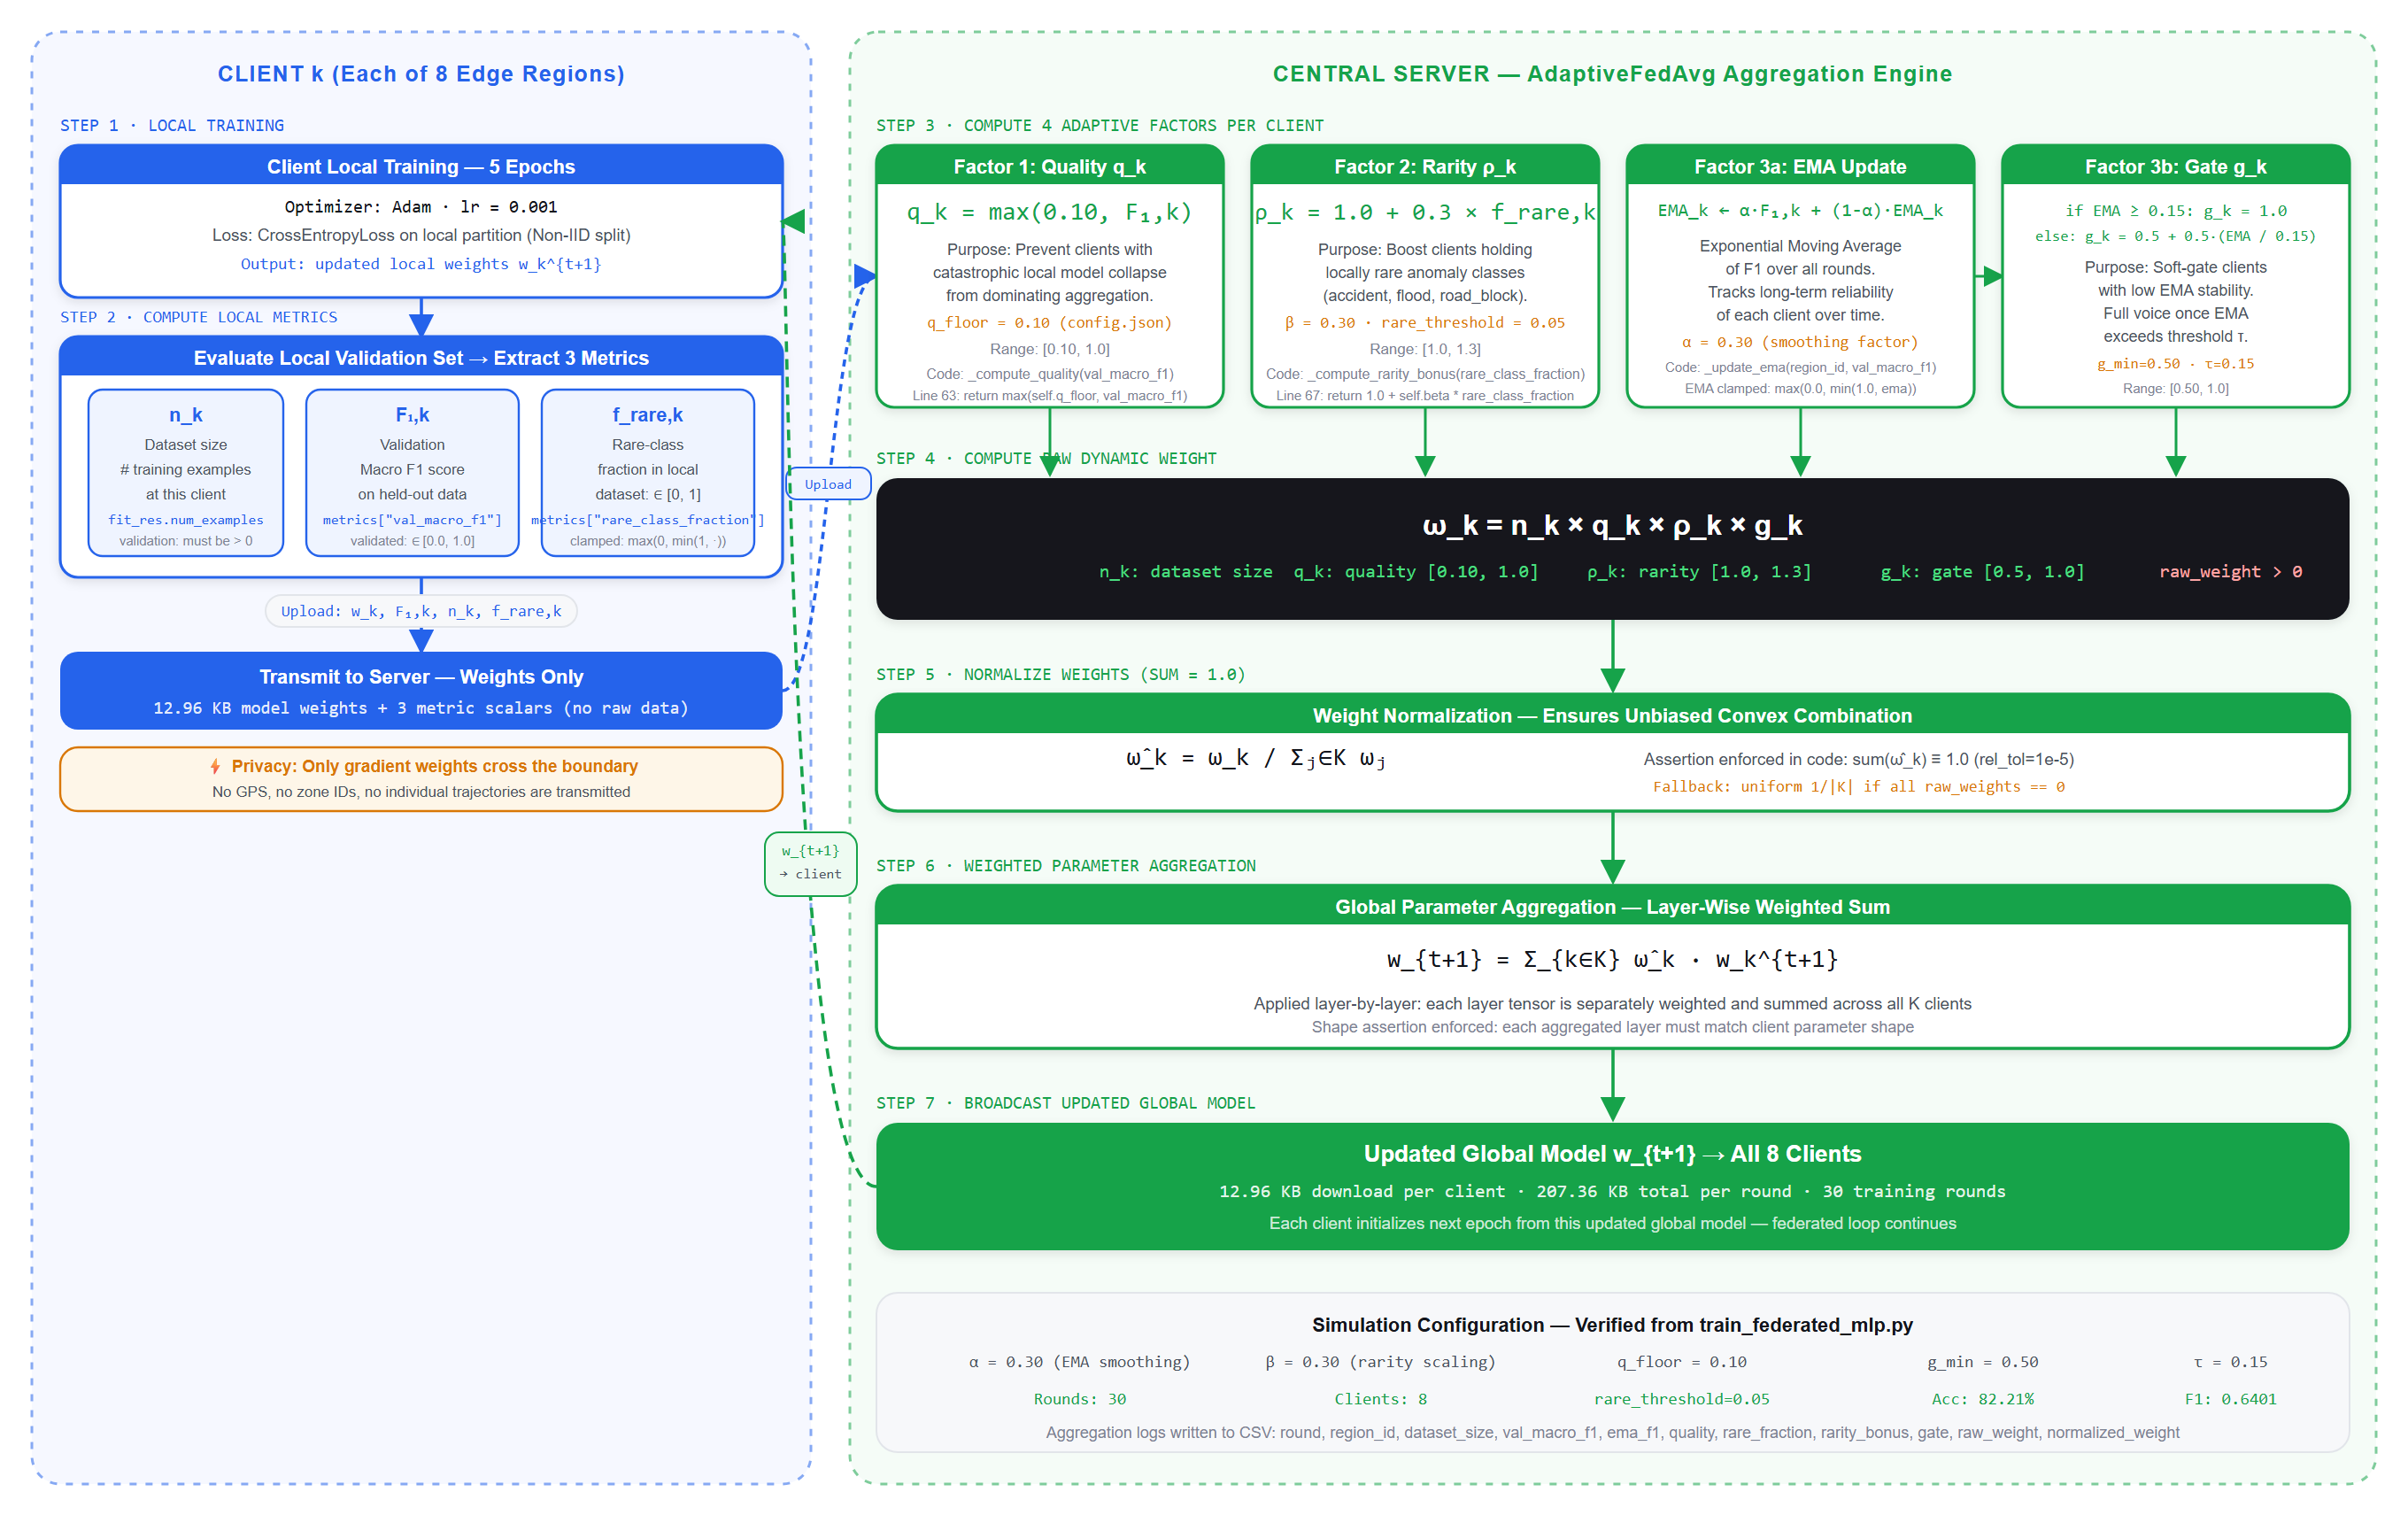 CLIENT k (Each of 8 Edge Regions)
STEP 1 · LOCAL TRAINING
Client Local Training — 5 Epochs
Optimizer: Adam · lr = 0.001
Loss: CrossEntropyLoss on local partition (Non-IID split)
Output: updated local weights w_k^{t+1}
STEP 2 · COMPUTE LOCAL METRICS
Evaluate Local Validation Set → Extract 3 Metrics
n_k
Dataset size
# training examples
at this client
fit_res.num_examples
validation: must be > 0
F₁,k
Validation
Macro F1 score
on held-out data
metrics["val_macro_f1"]
validated: ∈ [0.0, 1.0]
f_rare,k
Rare-class
fraction in local
dataset: ∈ [0, 1]
metrics["rare_class_fraction"]
clamped: max(0, min(1, ·))
Upload: w_k, F₁,k, n_k, f_rare,k
Transmit to Server — Weights Only
12.96 KB model weights + 3 metric scalars (no raw data)
⚡ Privacy: Only gradient weights cross the boundary
No GPS, no zone IDs, no individual trajectories are transmitted
Upload
w_{t+1}
→ client
CENTRAL SERVER — AdaptiveFedAvg Aggregation Engine
STEP 3 · COMPUTE 4 ADAPTIVE FACTORS PER CLIENT
Factor 1: Quality q_k
q_k = max(0.10, F₁,k)
Purpose: Prevent clients with
catastrophic local model collapse
from dominating aggregation.
q_floor = 0.10 (config.json)
Range: [0.10, 1.0]
Code: _compute_quality(val_macro_f1)
Line 63: return max(self.q_floor, val_macro_f1)
Factor 2: Rarity ρ_k
ρ_k = 1.0 + 0.3 × f_rare,k
Purpose: Boost clients holding
locally rare anomaly classes
(accident, flood, road_block).
β = 0.30 · rare_threshold = 0.05
Range: [1.0, 1.3]
Code: _compute_rarity_bonus(rare_class_fraction)
Line 67: return 1.0 + self.beta * rare_class_fraction
Factor 3a: EMA Update
EMA_k ← α·F₁,k + (1-α)·EMA_k
Exponential Moving Average
of F1 over all rounds.
Tracks long-term reliability
of each client over time.
α = 0.30 (smoothing factor)
Code: _update_ema(region_id, val_macro_f1)
EMA clamped: max(0.0, min(1.0, ema))
Factor 3b: Gate g_k
if EMA ≥ 0.15: g_k = 1.0
else: g_k = 0.5 + 0.5·(EMA / 0.15)
Purpose: Soft-gate clients
with low EMA stability.
Full voice once EMA
exceeds threshold τ.
g_min=0.50 · τ=0.15
Range: [0.50, 1.0]
STEP 4 · COMPUTE RAW DYNAMIC WEIGHT
ω_k = n_k × q_k × ρ_k × g_k
n_k: dataset size q_k: quality [0.10, 1.0] ρ_k: rarity [1.0, 1.3] g_k: gate [0.5, 1.0] raw_weight > 0
STEP 5 · NORMALIZE WEIGHTS (SUM = 1.0)
Weight Normalization — Ensures Unbiased Convex Combination
ω̂_k = ω_k / Σⱼ∈K ωⱼ
Assertion enforced in code: sum(ω̂_k) ≡ 1.0 (rel_tol=1e-5)
Fallback: uniform 1/|K| if all raw_weights == 0
STEP 6 · WEIGHTED PARAMETER AGGREGATION
Global Parameter Aggregation — Layer-Wise Weighted Sum
w_{t+1} = Σ_{k∈K} ω̂_k · w_k^{t+1}
Applied layer-by-layer: each layer tensor is separately weighted and summed across all K clients
Shape assertion enforced: each aggregated layer must match client parameter shape
STEP 7 · BROADCAST UPDATED GLOBAL MODEL
Updated Global Model w_{t+1} → All 8 Clients
12.96 KB download per client · 207.36 KB total per round · 30 training rounds
Each client initializes next epoch from this updated global model — federated loop continues
Simulation Configuration — Verified from train_federated_mlp.py
α = 0.30 (EMA smoothing) β = 0.30 (rarity scaling) q_floor = 0.10 g_min = 0.50 τ = 0.15
Rounds: 30 Clients: 8 rare_threshold=0.05 Acc: 82.21% F1: 0.6401
Aggregation logs written to CSV: round, region_id, dataset_size, val_macro_f1, ema_f1, quality, rare_fraction, rarity_bonus, gate, raw_weight, normalized_weight